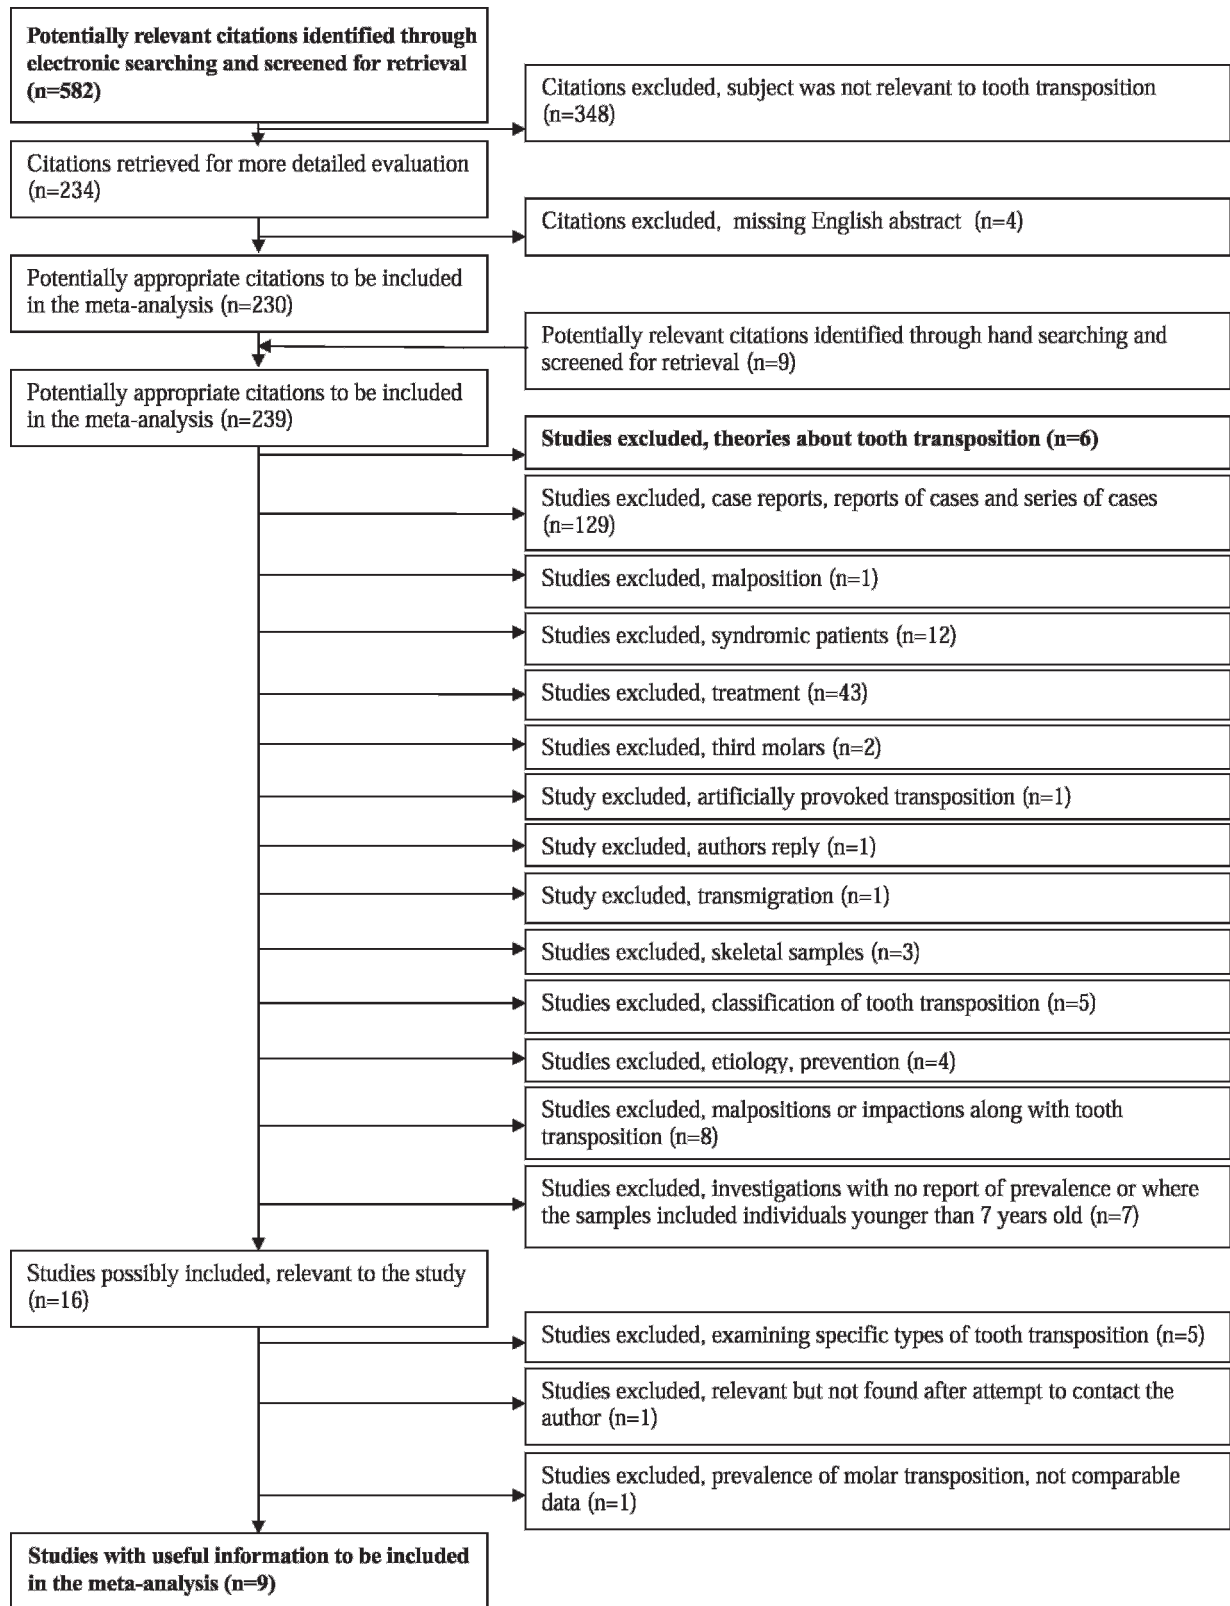 Potentially relevant citations identified through
electronic searching and screened for retrieval
(n=582)
Citations excluded, subject was not relevant to tooth transposition
(n=348)
Citations retrieved for more detailed evaluation
(n=234)
Citations excluded, missing English abstract (n=4)
Potentially appropriate citations to be included
in the meta-analysis (n=230)
Potentially relevant citations identified through hand searching and
screened for retrieval (n=9)
Potentially appropriate citations to be included
in the meta-analysis (n=239)
Studies excluded, theories about tooth transposition (n=6)
Studies excluded, case reports, reports of cases and series of cases
(n=129)
Studies excluded, malposition (n=1)
Studies excluded, syndromic patients (n=12)
Studies excluded, treatment (n=43)
Studies excluded, third molars (n=2)
Study excluded, artificially provoked transposition (n=1)
Study excluded, authors reply (n=1)
Study excluded, transmigration (n=1)
Studies excluded, skeletal samples (n=3)
Studies excluded, classification of tooth transposition (n=5)
Studies excluded, etiology, prevention (n=4)
Studies excluded, malpositions or impactions along with tooth
transposition (n=8)
Studies excluded, investigations with no report of prevalence or where
the samples included individuals younger than 7 years old (n=7)
Studies possibly included, relevant to the study
(n=16)
Studies excluded, examining specific types of tooth transposition (n=5)
Studies excluded, relevant but not found after attempt to contact the
author (n=1)
Studies excluded, prevalence of molar transposition, not comparable
data (n=1)
Studies with useful information to be included
in the meta-analysis (n=9)